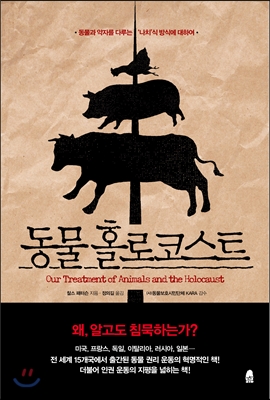 · 동물과 약자를 다루는 '나치'식 방식에 대하여 ·
동물 홀로코스트
Our Treatment of Animals and the Holocaust
찰스 패터슨 지음 정의길 옮김 (사)동물보호시민단체 KARA 감수
왜, 알고도 침묵하는가?
미국, 프랑스, 독일, 이탈리아, 러시아, 일본—
전 세계 15개국에서 출간된 동물 권리 운동의 혁명적인 책!
더불어 인권 운동의 지평을 넓히는 책!